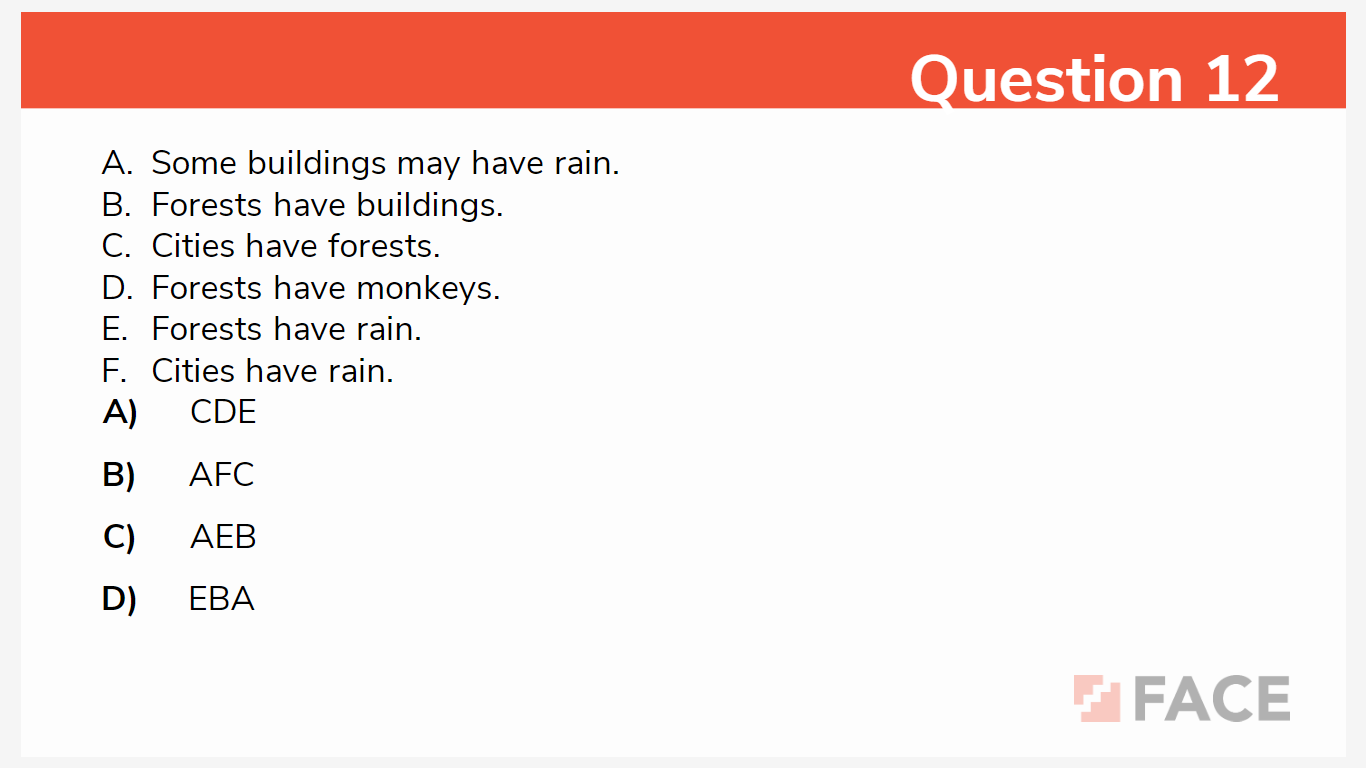 Question 12
A. Some buildings may have rain.
B. Forests have buildings.
C. Cities have forests.
D. Forests have monkeys.
E. Forests have rain.
F. Cities have rain.
A) CDE
B) AFC
C) AEB
D) EBA
FACE